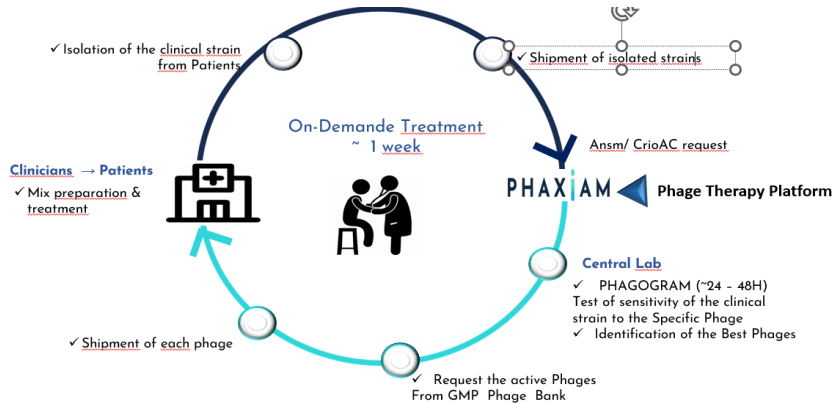 ✓ Isolation of the clinical strain
from Patients
✓ Shipment of isolated strains
On-Demande Treatment
~ 1 week
Ansm/ CrioAC request
Clinicians → Patients
✓ Mix preparation &
treatment
PHAXiAM
Phage Therapy Platform
Central Lab
✓ PHAGOGRAM (~24 – 48H)
Test of sensitivity of the clinical
strain to the Specific Phage
✓ Identification of the Best Phages
✓ Shipment of each phage
✓ Request the active Phages
From GMP Phage Bank